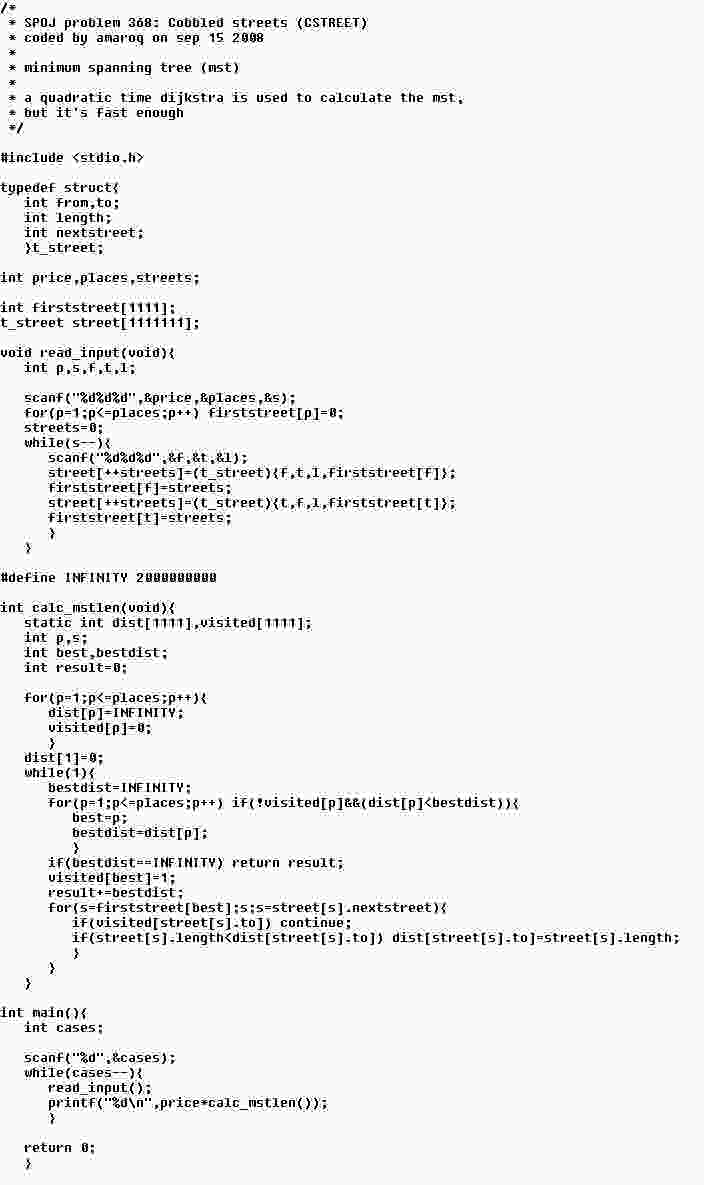 /*
 * SPOJ problem 368: Cobbled streets (CSTREET)
 * coded by amaroq on sep 15 2008
 *
 * minimum spanning tree (mst)
 *
 * a quadratic time dijkstra is used to calculate the mst,
 * but it's fast enough
 */

#include <stdio.h>

typedef struct{
   int from,to;
   int length;
   int nextstreet;
   }t_street;

int price,places,streets;

int firststreet[1111];
t_street street[1111111];

void read_input(void){
   int p,s,f,t,l;

   scanf("%d%d%d",&price,&places,&s);
   for(p=1;p<=places;p++) firststreet[p]=0;
   streets=0;
   while(s--){
      scanf("%d%d%d",&f,&t,&l);
      street[++streets]=(t_street){f,t,l,firststreet[f]};
      firststreet[f]=streets;
      street[++streets]=(t_street){t,f,l,firststreet[t]};
      firststreet[t]=streets;
      }
   }

#define INFINITY 2000000000

int calc_mstlen(void){
   static int dist[1111],visited[1111];
   int p,s;
   int best,bestdist;
   int result=0;

   for(p=1;p<=places;p++){
      dist[p]=INFINITY;
      visited[p]=0;
      }
   dist[1]=0;
   while(1){
      bestdist=INFINITY;
      for(p=1;p<=places;p++) if(!visited[p]&&(dist[p]<bestdist)){
         best=p;
         bestdist=dist[p];
         }
      if(bestdist==INFINITY) return result;
      visited[best]=1;
      result+=bestdist;
      for(s=firststreet[best];s;s=street[s].nextstreet){
         if(visited[street[s].to]) continue;
         if(street[s].length<dist[street[s].to]) dist[street[s].to]=street[s].length;
         }
      }
   }

int main(){
   int cases;

   scanf("%d",&cases);
   while(cases--){
      read_input();
      printf("%d\n",price*calc_mstlen());
      }

   return 0;
   }